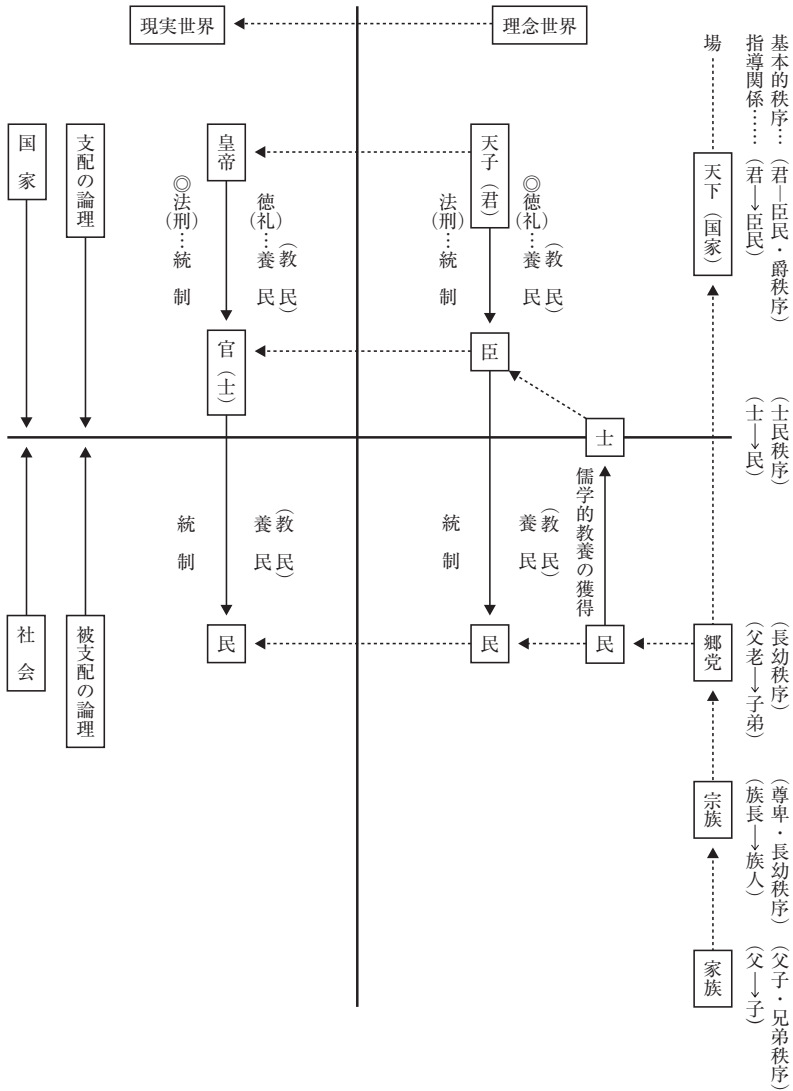 基本的秩序…(君―臣民・爵秩序)
(士民秩序)
(長幼秩序)
(尊卑・長幼秩序)
(父子・兄弟秩序)
指導関係……(君→臣民)
(士→民)
(父老→子弟)
(族長→族人)
(父→子)
場
天下(国家)
郷党
宗族
家族
理念世界
現実世界
士
儒学的教養の獲得
民
天子(君)
◎徳(礼)…養民
(教民)
法(刑)…統制
臣
養民
(教民)
統制
民
皇帝
徳(礼)…養民
(教民)
◎法(刑)…統制
官(士)
養民
(教民)
統制
民
支配の論理
被支配の論理
国家
社会